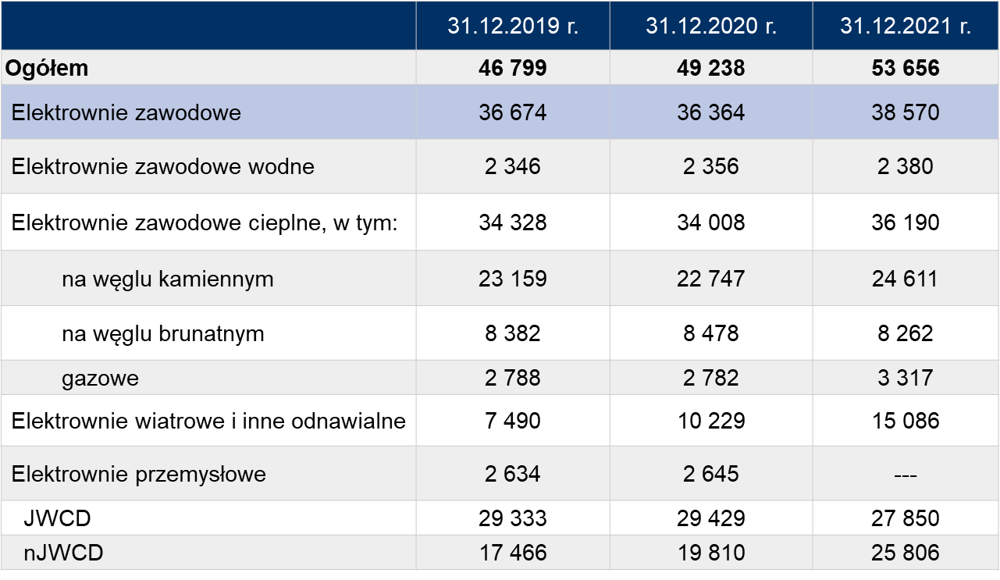 31.12.2019 r. 31.12.2020 r. 31.12.2021 r.
Ogółem 46 799 49 238 53 656
Elektrownie zawodowe 36 674 36 364 38 570
Elektrownie zawodowe wodne 2 346 2 356 2 380
Elektrownie zawodowe cieplne, w tym: 34 328 34 008 36 190
na węglu kamiennym 23 159 22 747 24 611
na węglu brunatnym 8 382 8 478 8 262
gazowe 2 788 2 782 3 317
Elektrownie wiatrowe i inne odnawialne 7 490 10 229 15 086
Elektrownie przemysłowe 2 634 2 645 ---
JWCD 29 333 29 429 27 850
nJWCD 17 466 19 810 25 806